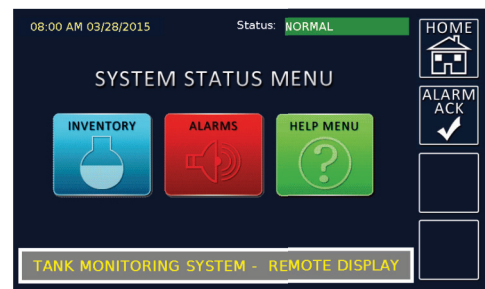 08:00 AM 03/28/2015
Status: NORMAL
HOME
SYSTEM STATUS MENU
ALARM
ACK
INVENTORY
ALARMS
HELP MENU
?
TANK MONITORING SYSTEM - REMOTE DISPLAY